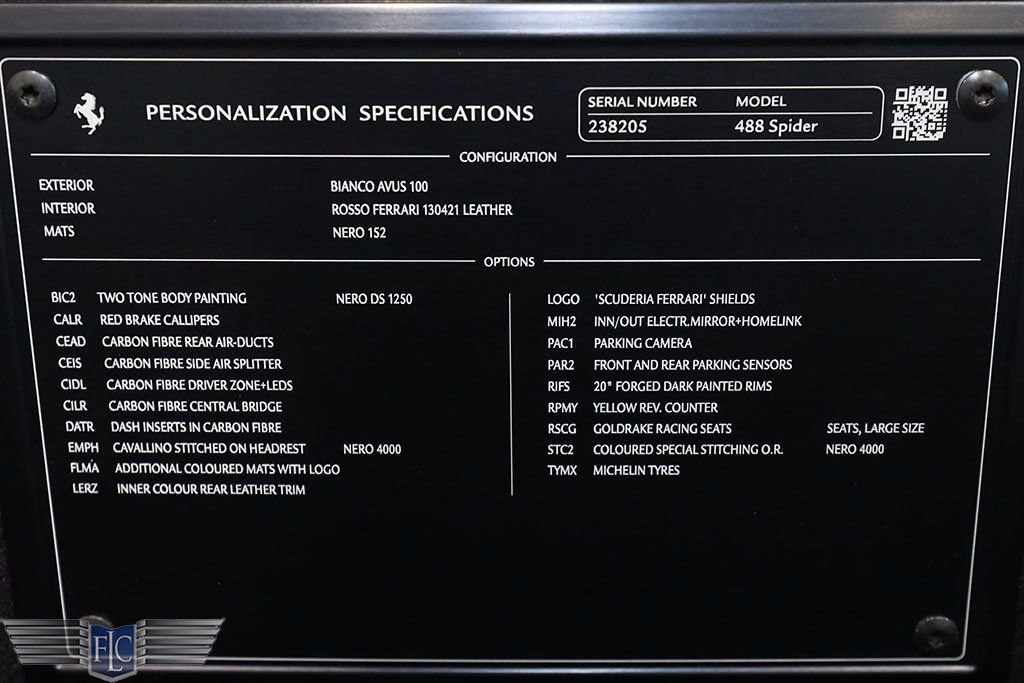 PERSONALIZATION SPECIFICATIONS
SERIAL NUMBER MODEL
238205 488 Spider
CONFIGURATION
EXTERIOR BIANCO AVUS 100
INTERIOR ROSSO FERRARI 130421 LEATHER
MATS NERO 152
OPTIONS
BIC2 TWO TONE BODY PAINTING NERO DS 1250
CALR RED BRAKE CALLIPERS
CEAD CARBON FIBRE REAR AIR-DUCTS
CEIS CARBON FIBRE SIDE AIR SPLITTER
CIDL CARBON FIBRE DRIVER ZONE+LEDS
CILR CARBON FIBRE CENTRAL BRIDGE
DATR DASH INSERTS IN CARBON FIBRE
EMPH CAVALLINO STITCHED ON HEADREST NERO 4000
FLMA ADDITIONAL COLOURED MATS WITH LOGO
LERZ INNER COLOUR REAR LEATHER TRIM
LOGO 'SCUDERIA FERRARI' SHIELDS
MIH2 INN/OUT ELECTR.MIRROR+HOMELINK
PAC1 PARKING CAMERA
PAR2 FRONT AND REAR PARKING SENSORS
RIFS 20" FORGED DARK PAINTED RIMS
RPMY YELLOW REV. COUNTER
RSCG GOLDRAKE RACING SEATS SEATS, LARGE SIZE
STC2 COLOURED SPECIAL STITCHING O.R. NERO 4000
TYMX MICHELIN TYRES
FLC